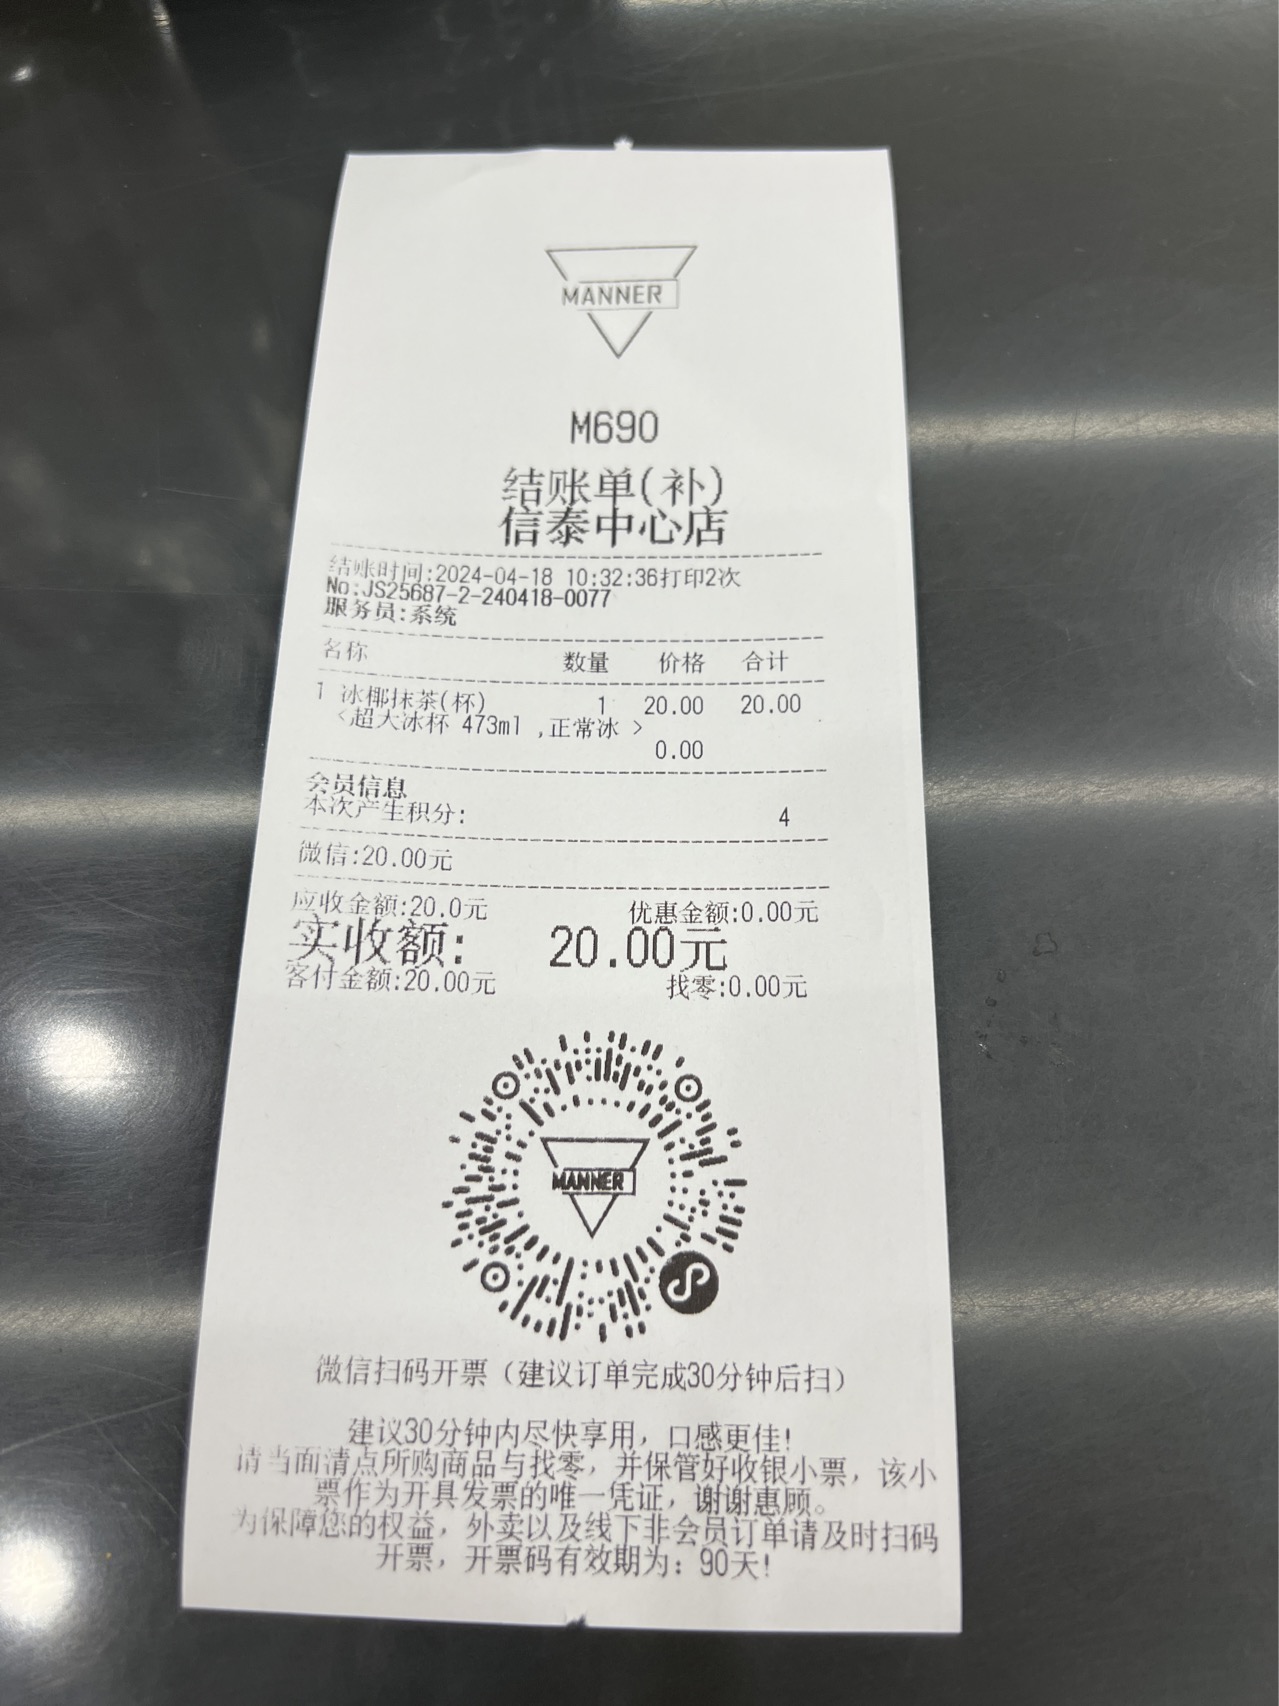 MANNER
M690
结账单(补)
信泰中心店
结账时间:2024-04-18 10:32:36打印2次
No:JS25687-2-240418-0077
服务员:系统
名称 数量 价格 合计
1 冰椰抹茶(杯) 1 20.00 20.00
<超大冰杯 473ml ,正常冰 >
0.00
会员信息
本次产生积分: 4
微信:20.00元
应收金额:20.0元 优惠金额:0.00元
实收额: 20.00元
客付金额:20.00元 找零:0.00元
MANNER
微信扫码开票（建议订单完成30分钟后扫）
建议30分钟内尽快享用，口感更佳!
请当面清点所购商品与找零，并保管好收银小票，该小
票作为开具发票的唯一凭证，谢谢惠顾。
为保障您的权益，外卖以及线下非会员订单请及时扫码
开票，开票码有效期为：90天!